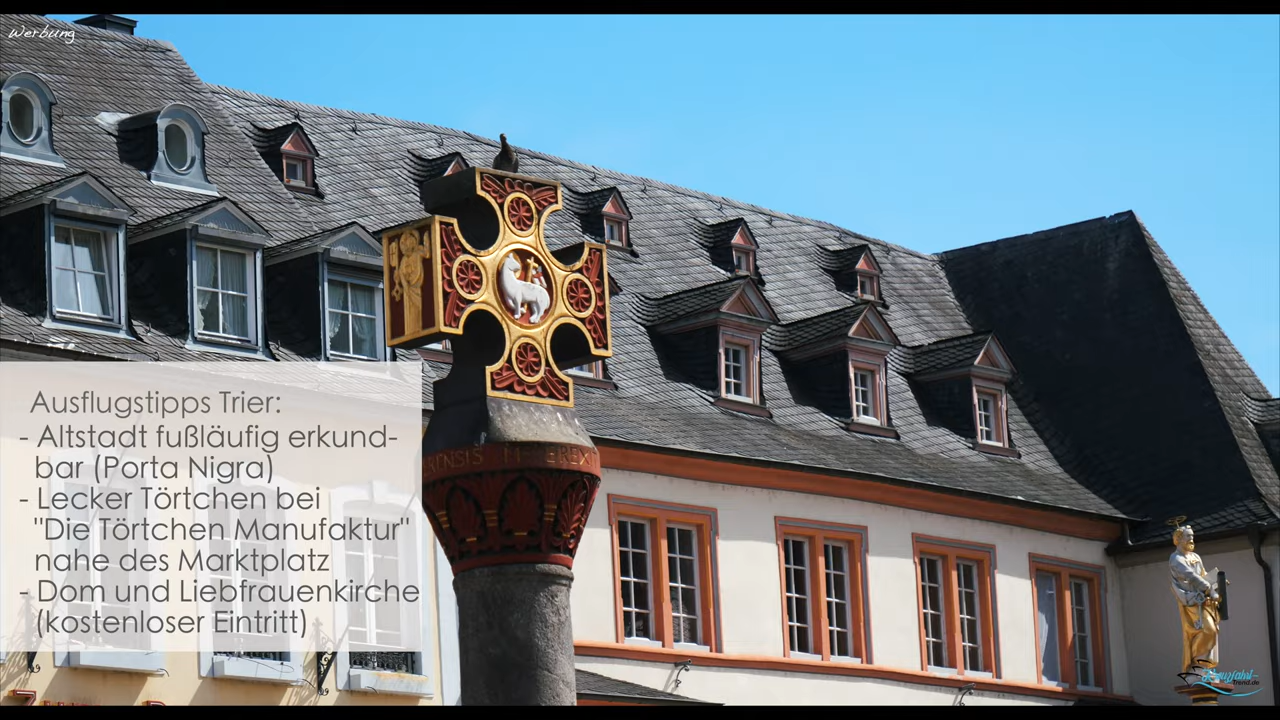 Werbung
Ausflugstipps Trier:
- Altstadt fußläufig erkund-
bar (Porta Nigra)
- Lecker Törtchen bei
"Die Törtchen Manufaktur"
nahe des Marktplatz
- Dom und Liebfrauenkirche
(kostenloser Eintritt)